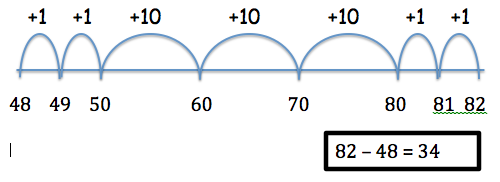 +1 +1 +10 +10 +10 +1 +1
48 49 50 60 70 80 81 82
82 – 48 = 34